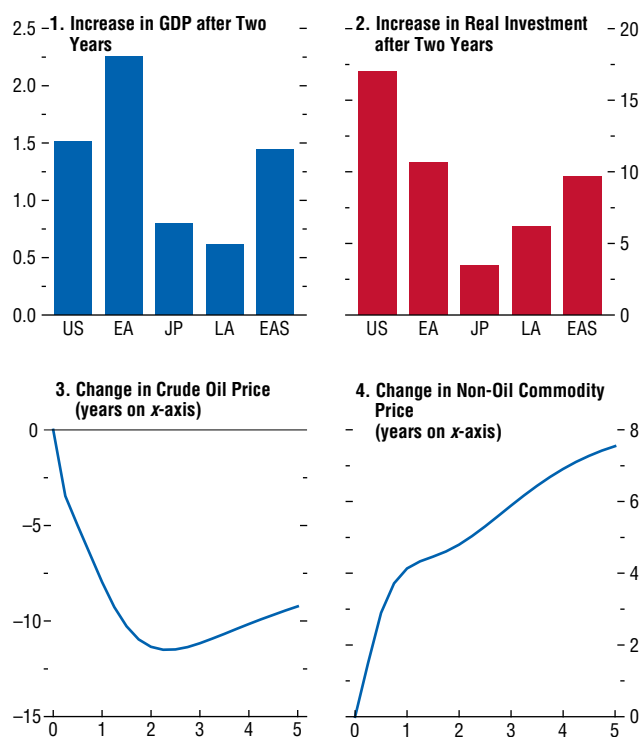 1. Increase in GDP after Two
Years
2.5
2.0
1.5
1.0
0.5
0.0
US EA JP LA EAS
2. Increase in Real Investment
after Two Years
20
15
10
5
0
US EA JP LA EAS
3. Change in Crude Oil Price
(years on x-axis)
0
–5
–10
–15
0 1 2 3 4 5
4. Change in Non-Oil Commodity
Price
(years on x-axis)
8
6
4
2
0
0 1 2 3 4 5